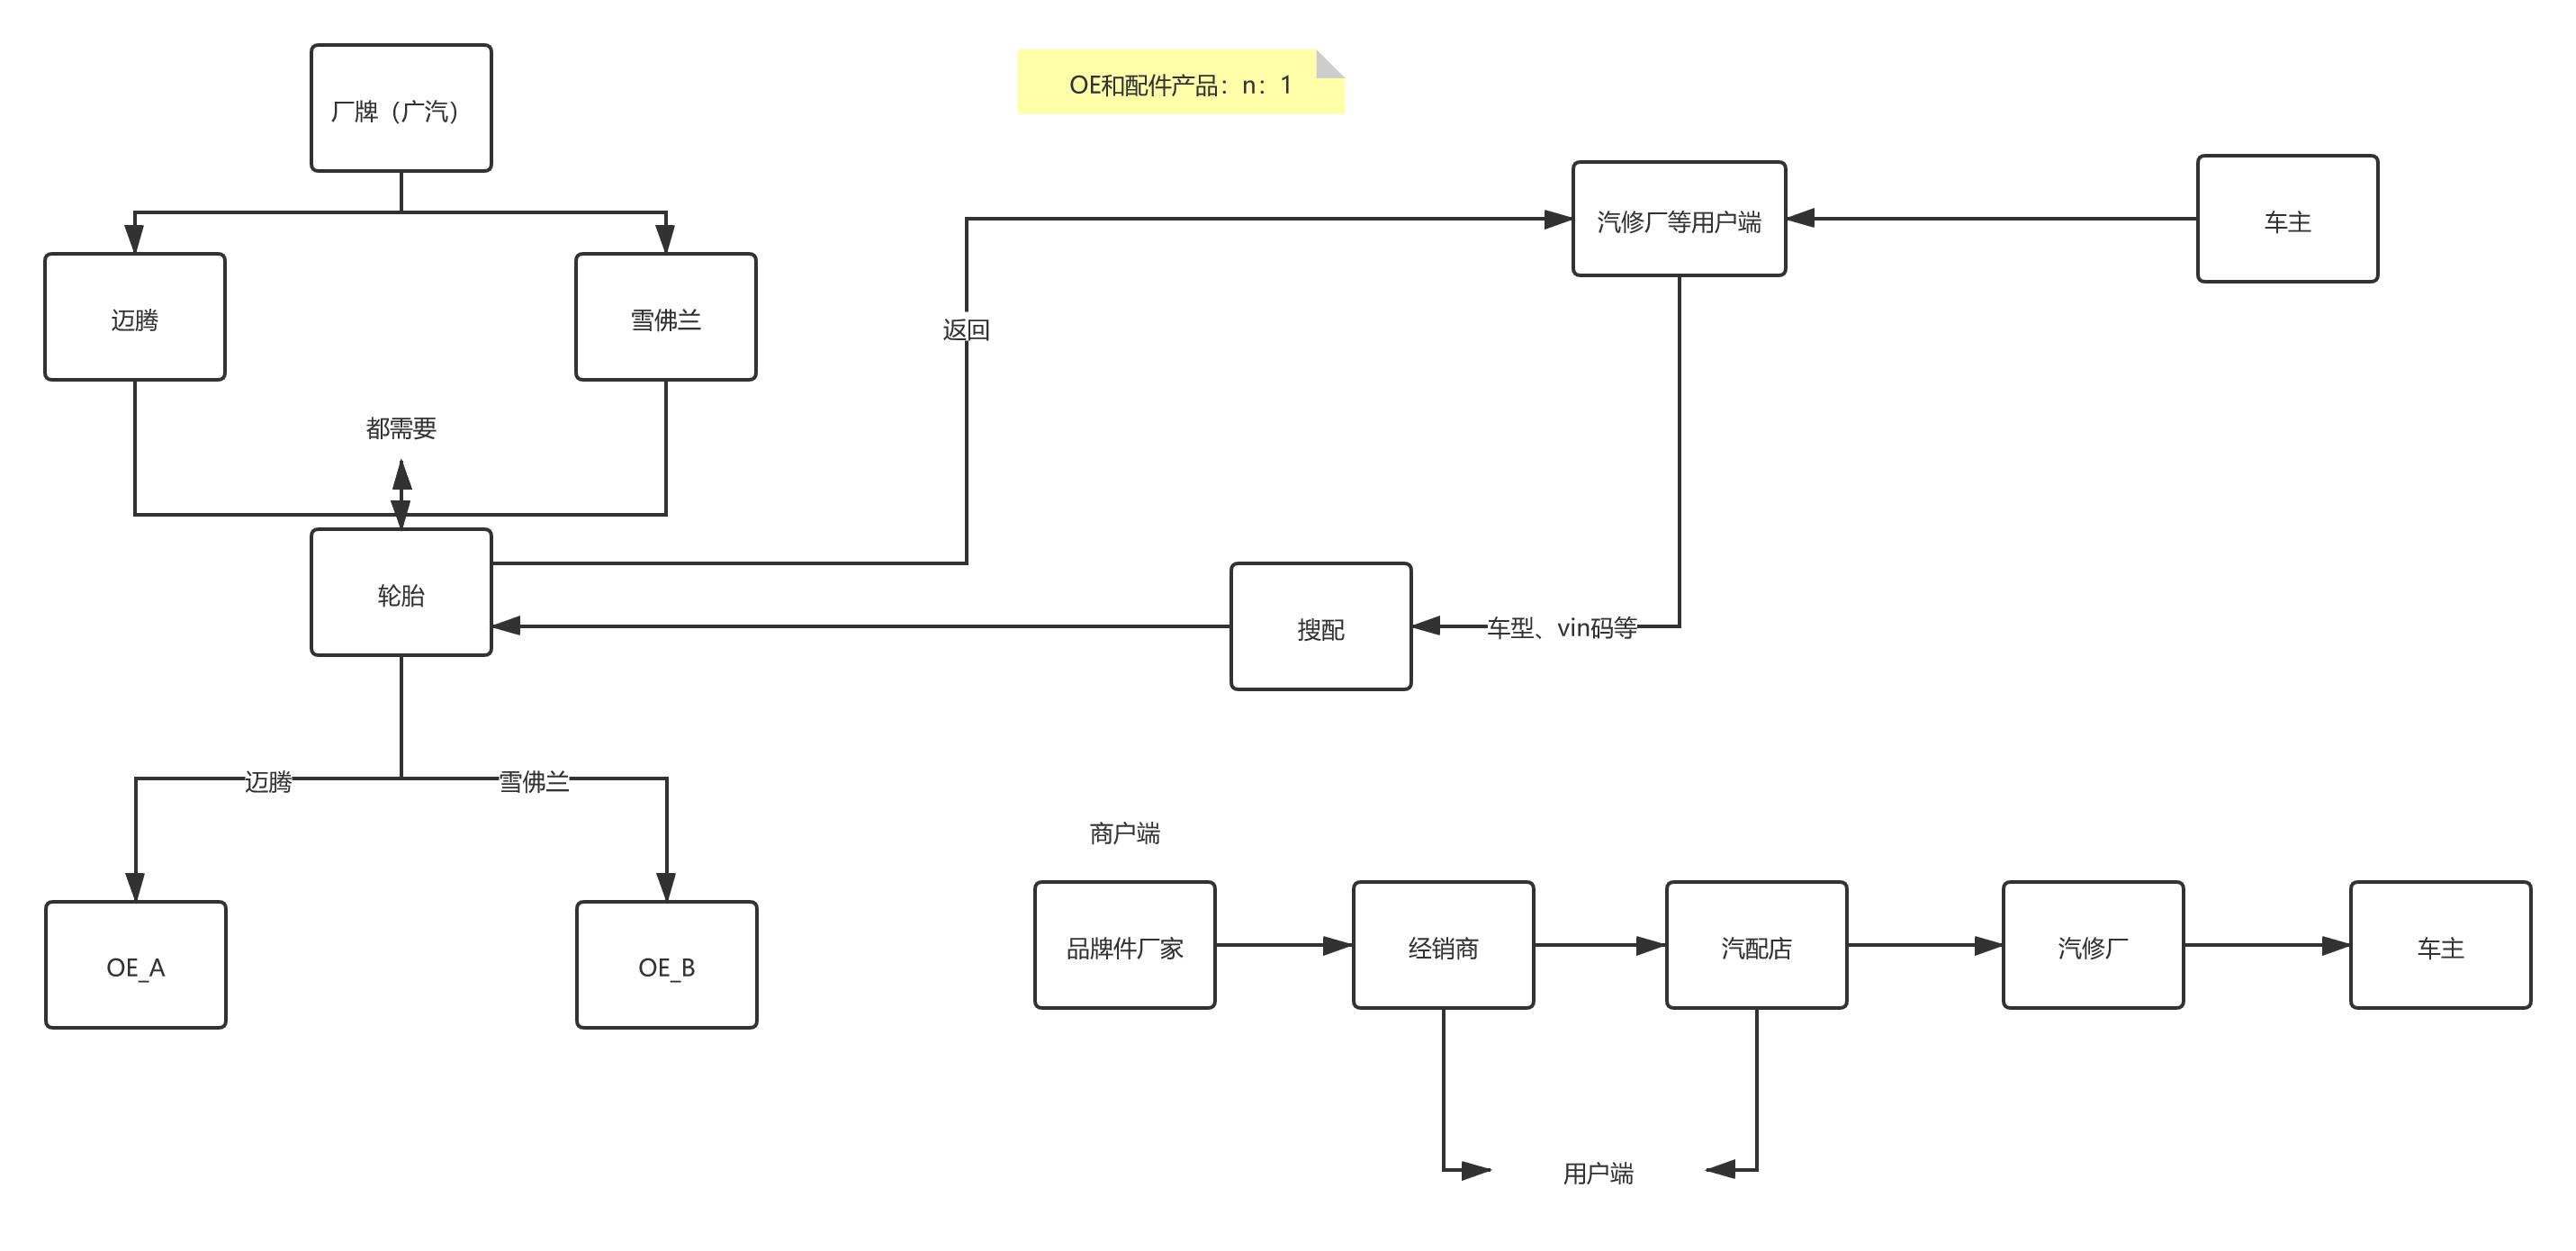 厂牌（广汽）
OE和配件产品：n：1
汽修厂等用户端
车主
迈腾
雪佛兰
返回
都需要
轮胎
搜配
车型、vin码等
迈腾
雪佛兰
商户端
品牌件厂家
经销商
汽配店
汽修厂
车主
OE_A
OE_B
用户端